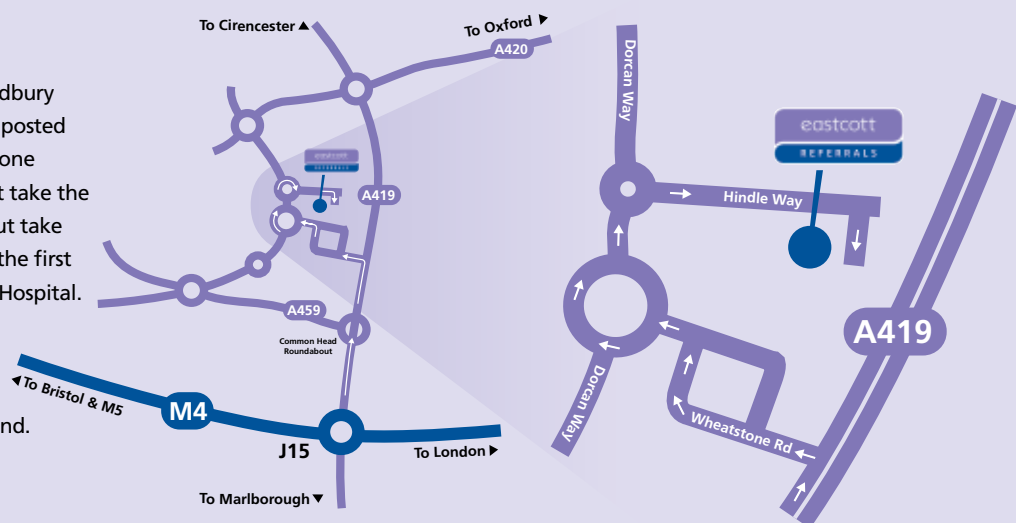 dbury
posted
one
t take the
ut take
the first
Hospital.
nd.
To Cirencester ▲
To Oxford ▶
A420
eastcott
REFERRALS
A419
A459
Common Head
Roundabout
◀To Bristol & M5
M4
J15
To London ▶
To Marlborough ▼
Dorcan Way
eastcott
REFERRALS
Hindle Way
A419
Dorcan Way
Wheatstone Rd